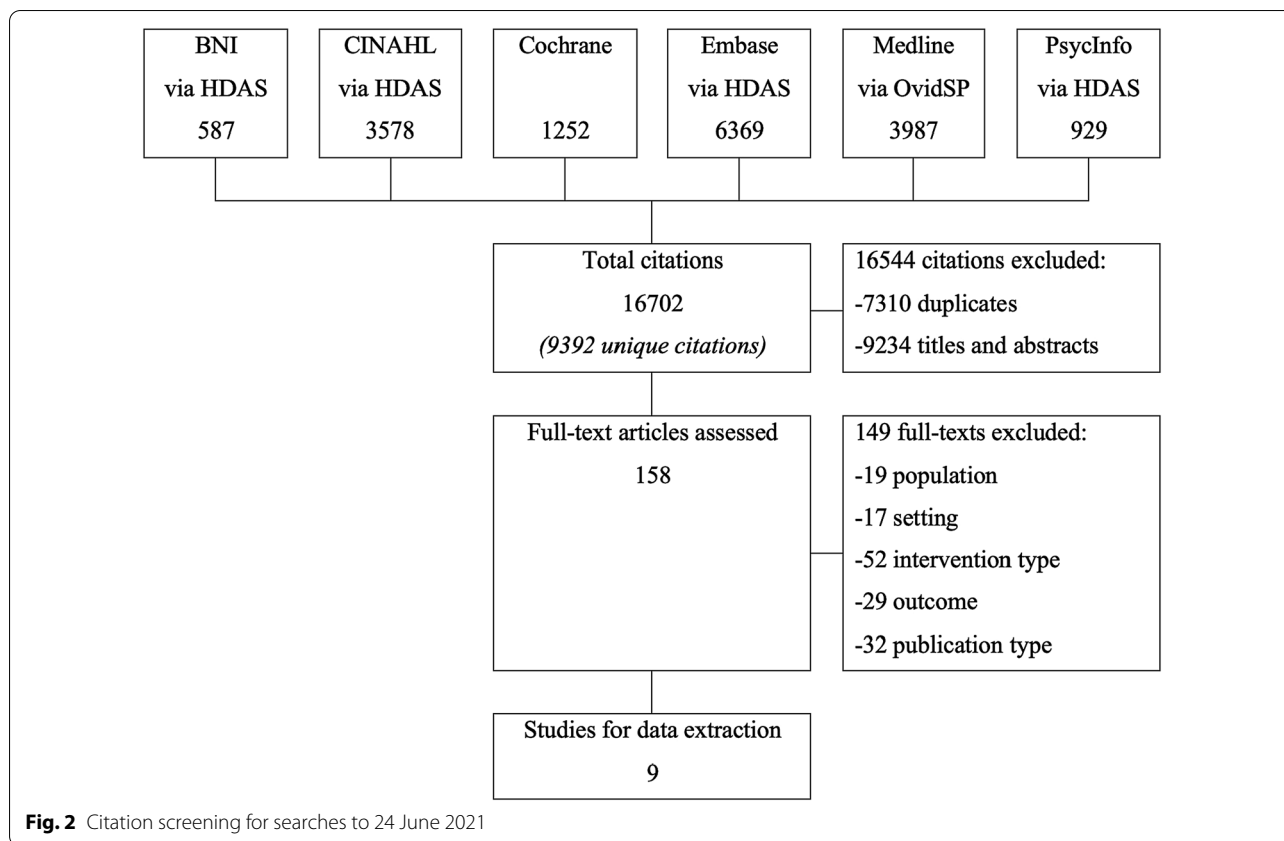 BNI
via HDAS
587
CINAHL
via HDAS
3578
Cochrane
1252
Embase
via HDAS
6369
Medline
via OvidSP
3987
PsycInfo
via HDAS
929
Total citations
16702
(9392 unique citations)
16544 citations excluded:
-7310 duplicates
-9234 titles and abstracts
Full-text articles assessed
158
149 full-texts excluded:
-19 population
-17 setting
-52 intervention type
-29 outcome
-32 publication type
Studies for data extraction
9
Fig. 2 Citation screening for searches to 24 June 2021